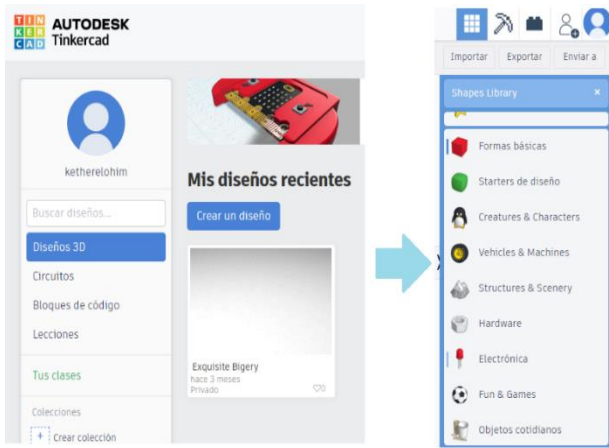 TIN
KER
CAD
AUTODESK
Tinkercad
ketherelohim
Buscar diseños...
Diseños 3D
Circuitos
Bloques de código
Lecciones
Tus clases
Colecciones
+ Crear colección
Mis diseños recientes
Crear un diseño
Exquisite Bigery
hace 3 meses
Privado
0
Importar Exportar Enviar a
Shapes Library ×
Formas básicas
Starters de diseño
Creatures & Characters
Vehicles & Machines
Structures & Scenery
Hardware
Electrónica
Fun & Games
Objetos cotidianos